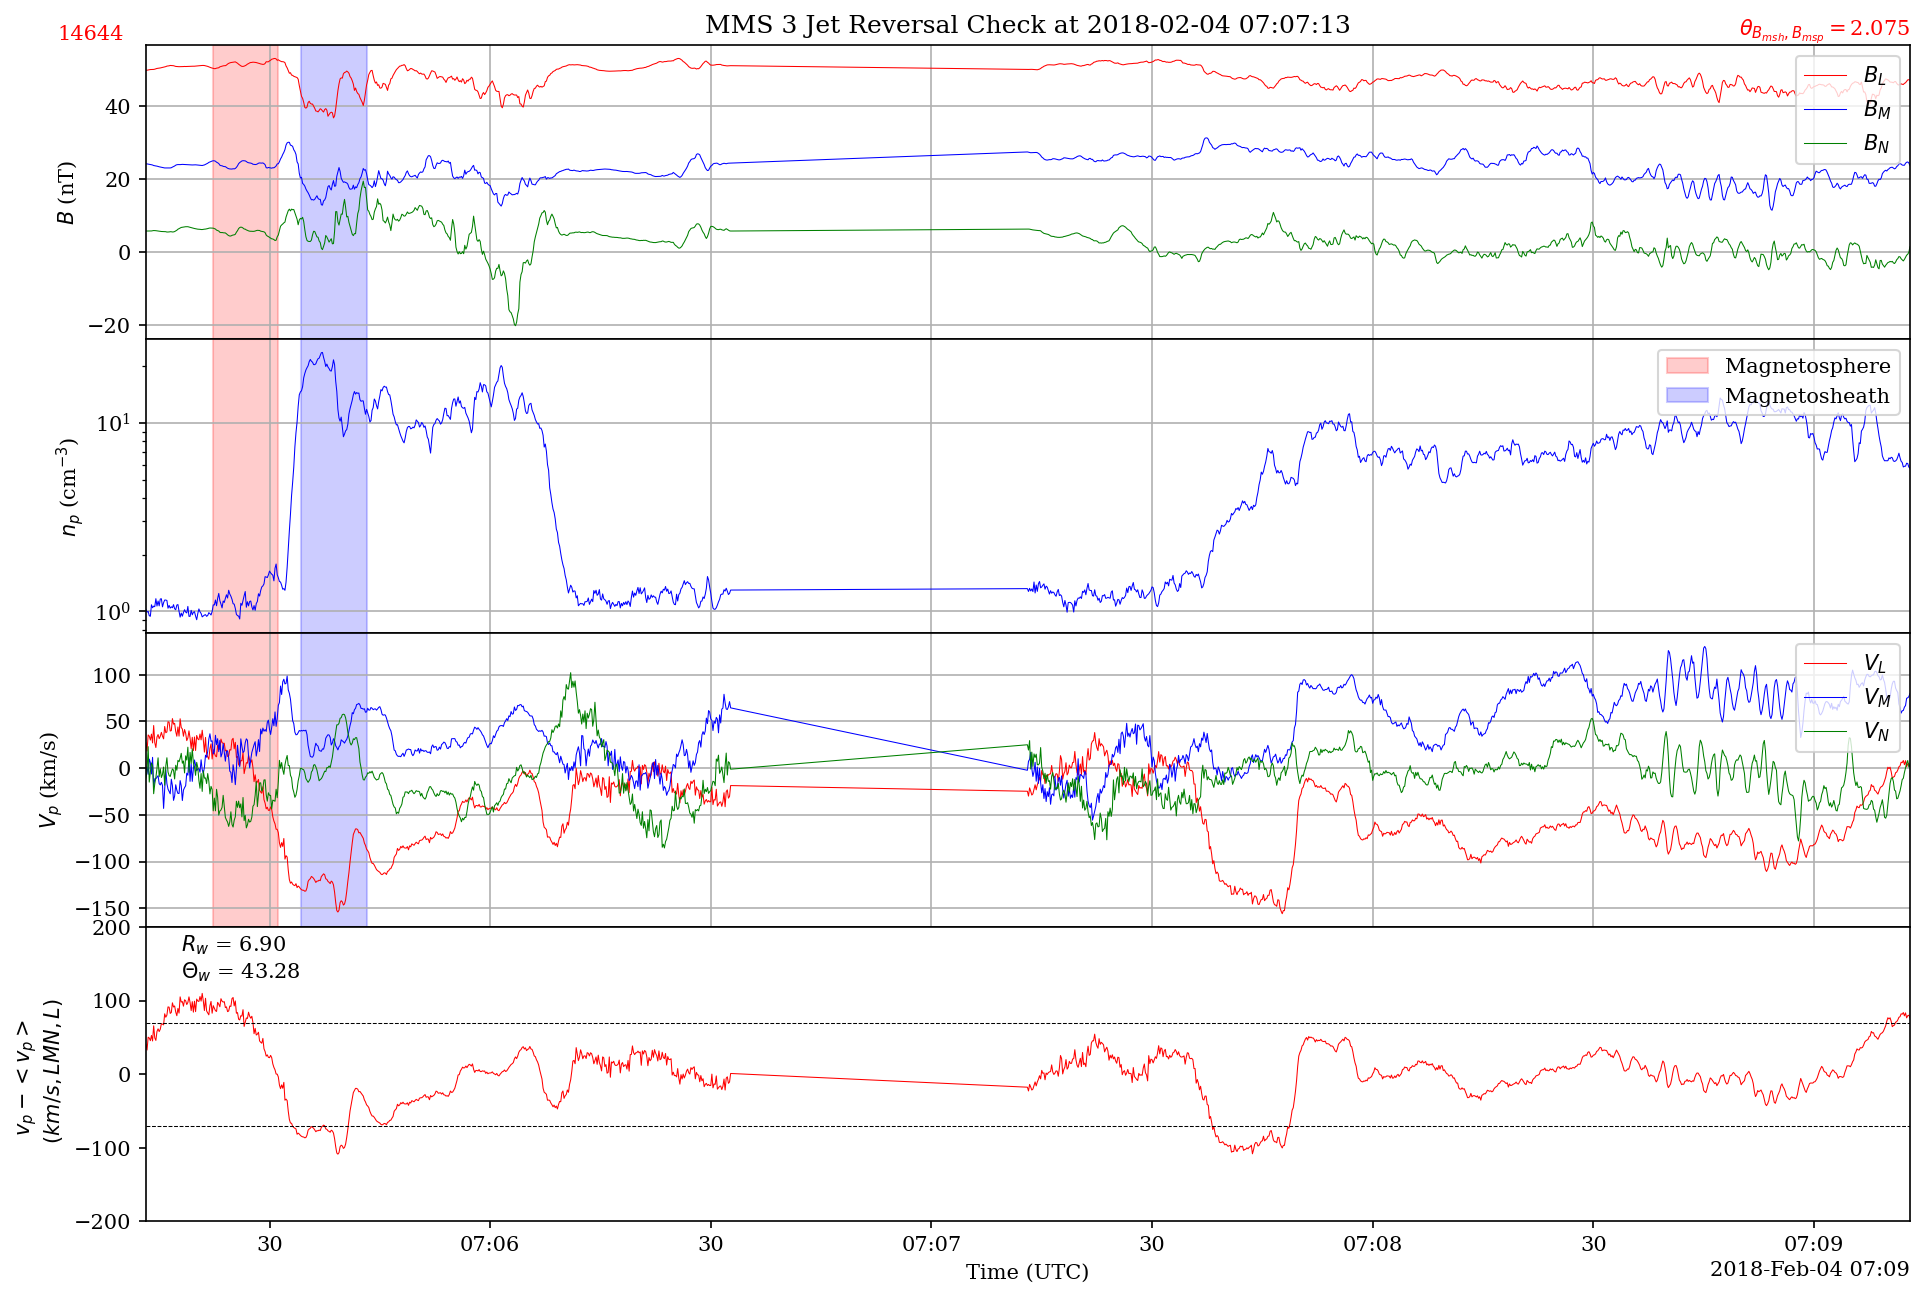 MMS 3 Jet Reversal Check at 2018-02-04 07:07:13
14644
θ_{B_{msh}, B_{msp}} = 2.075
B (nT)
40
20
0
−20
B_L
B_M
B_N
n_p (cm^{−3})
10^1
10^0
Magnetosphere
Magnetosheath
V_p (km/s)
100
50
0
−50
−100
−150
V_L
V_M
V_N
v_p − < v_p >
(km/s, LMN, L)
200
100
0
−100
−200
R_w = 6.90
Θ_w = 43.28
30
07:06
30
07:07
30
07:08
30
07:09
Time (UTC)
2018-Feb-04 07:09